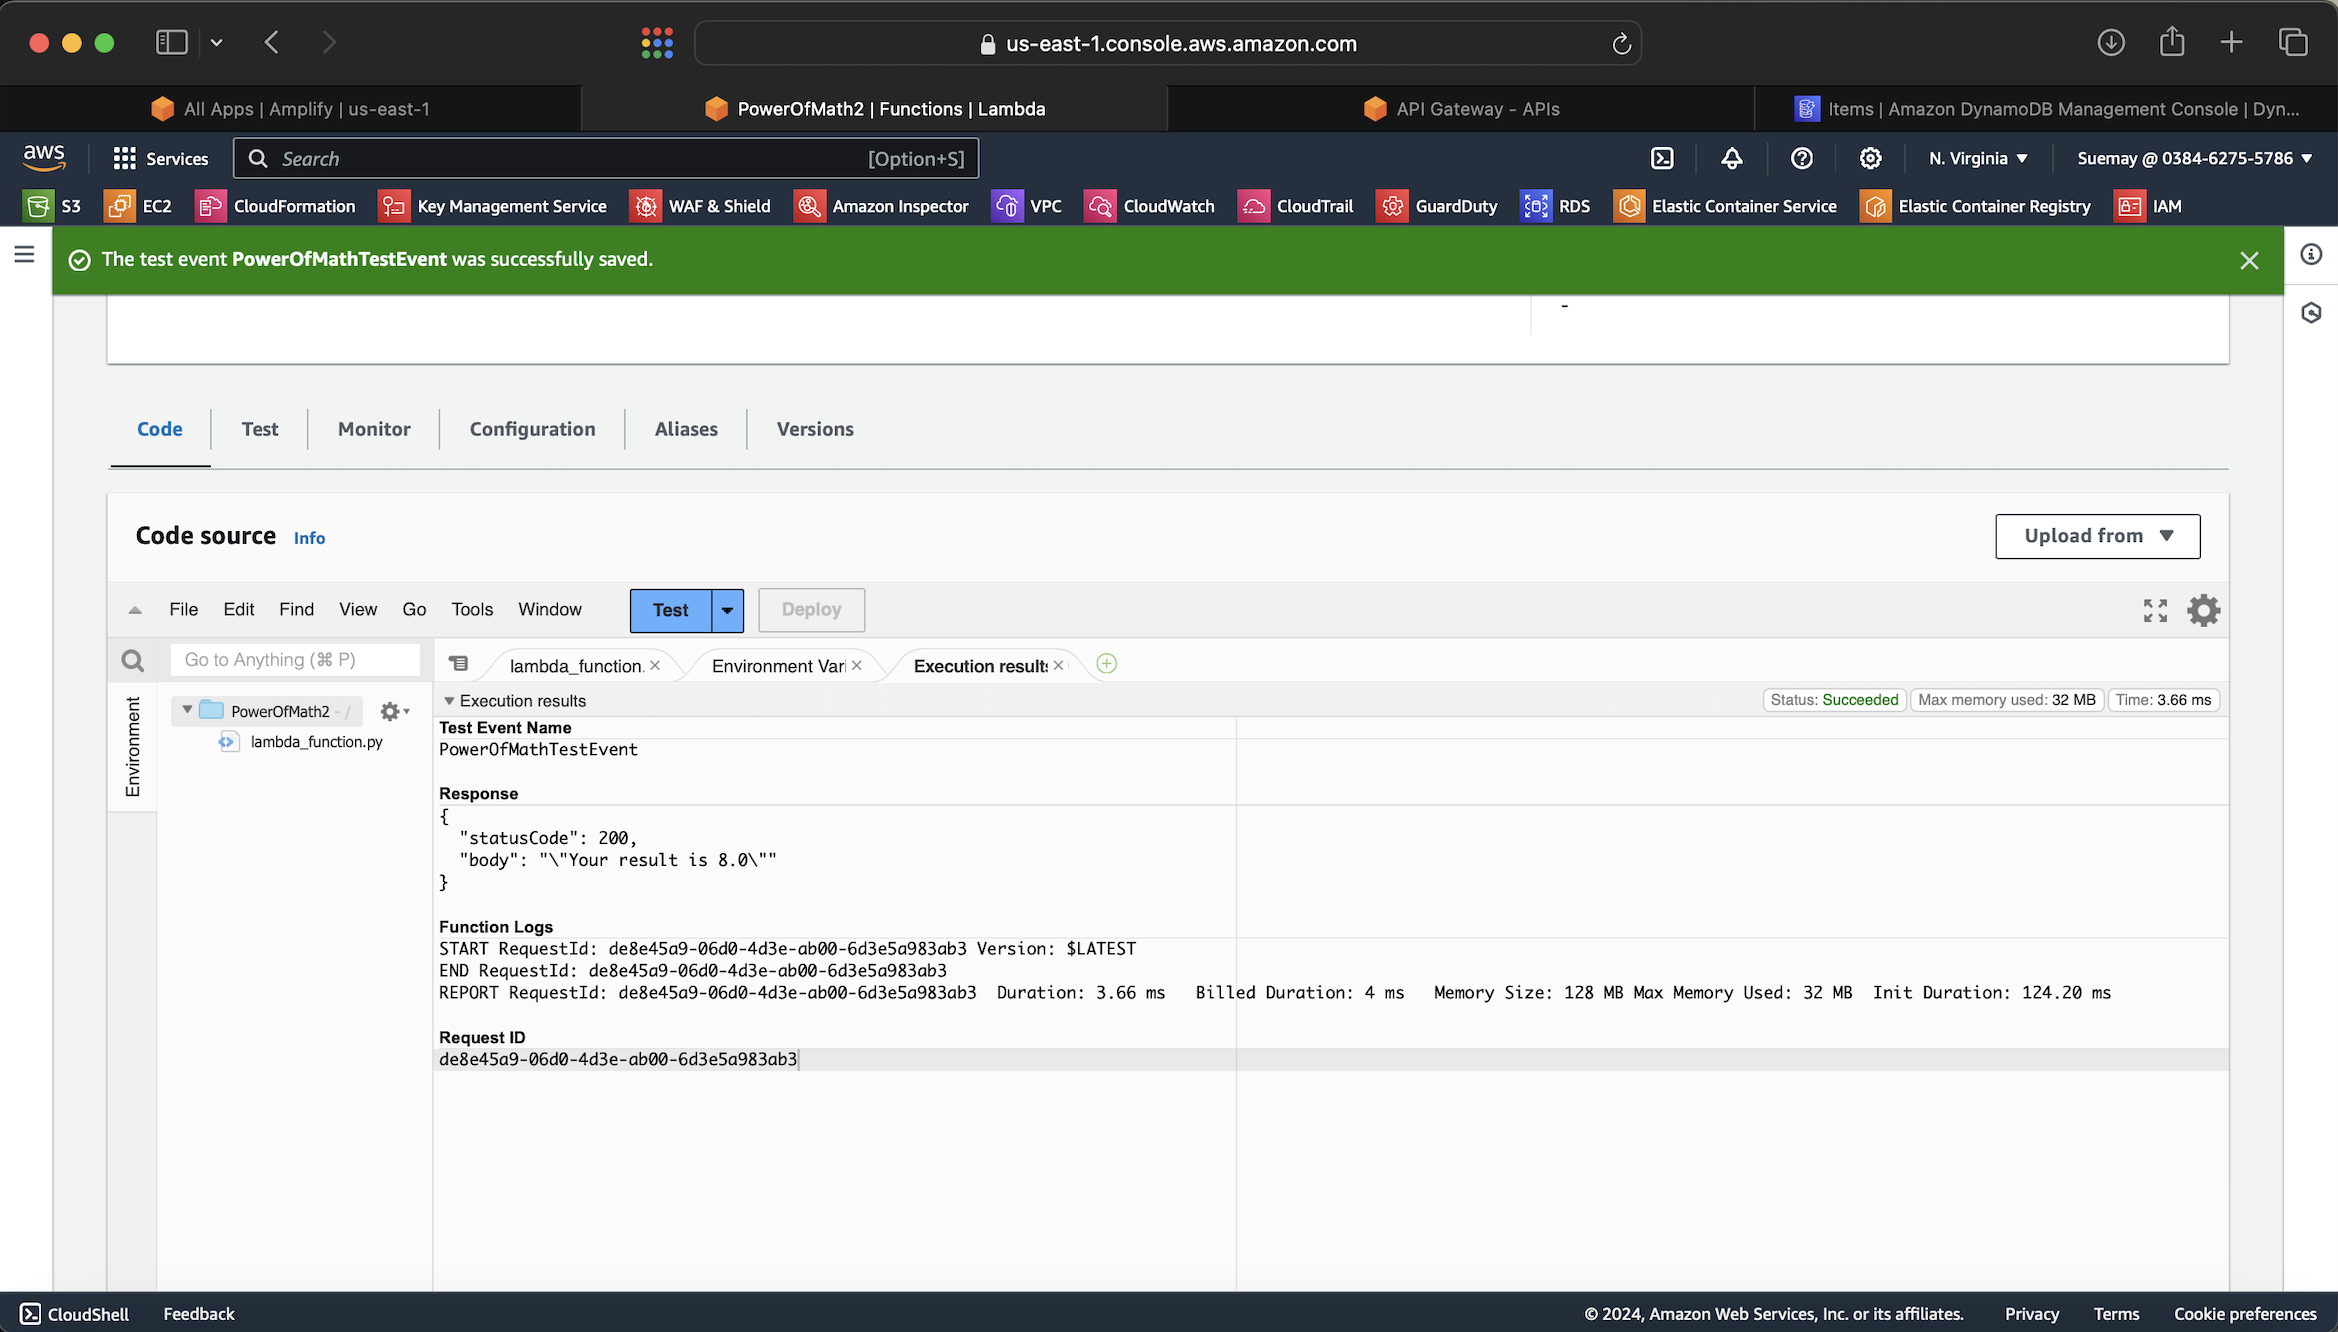 us-east-1.console.aws.amazon.com
All Apps | Amplify | us-east-1
PowerOfMath2 | Functions | Lambda
API Gateway - APIs
Items | Amazon DynamoDB Management Console | Dyn...
aws
Services
Search
[Option+S]
N. Virginia
Suemay @ 0384-6275-5786
S3
EC2
CloudFormation
Key Management Service
WAF & Shield
Amazon Inspector
VPC
CloudWatch
CloudTrail
GuardDuty
RDS
Elastic Container Service
Elastic Container Registry
IAM
The test event PowerOfMathTestEvent was successfully saved.
-
Code
Test
Monitor
Configuration
Aliases
Versions
Code source
Info
Upload from
File
Edit
Find
View
Go
Tools
Window
Test
Deploy
Go to Anything (⌘ P)
lambda_function.
Environment Vari
Execution results
Environment
PowerOfMath2 - /
lambda_function.py
Execution results
Status: Succeeded
Max memory used: 32 MB
Time: 3.66 ms
Test Event Name
PowerOfMathTestEvent
Response
{
"statusCode": 200,
"body": "\"Your result is 8.0\""
}
Function Logs
START RequestId: de8e45a9-06d0-4d3e-ab00-6d3e5a983ab3 Version: $LATEST
END RequestId: de8e45a9-06d0-4d3e-ab00-6d3e5a983ab3
REPORT RequestId: de8e45a9-06d0-4d3e-ab00-6d3e5a983ab3 Duration: 3.66 ms Billed Duration: 4 ms Memory Size: 128 MB Max Memory Used: 32 MB Init Duration: 124.20 ms
Request ID
de8e45a9-06d0-4d3e-ab00-6d3e5a983ab3
CloudShell
Feedback
© 2024, Amazon Web Services, Inc. or its affiliates.
Privacy
Terms
Cookie preferences